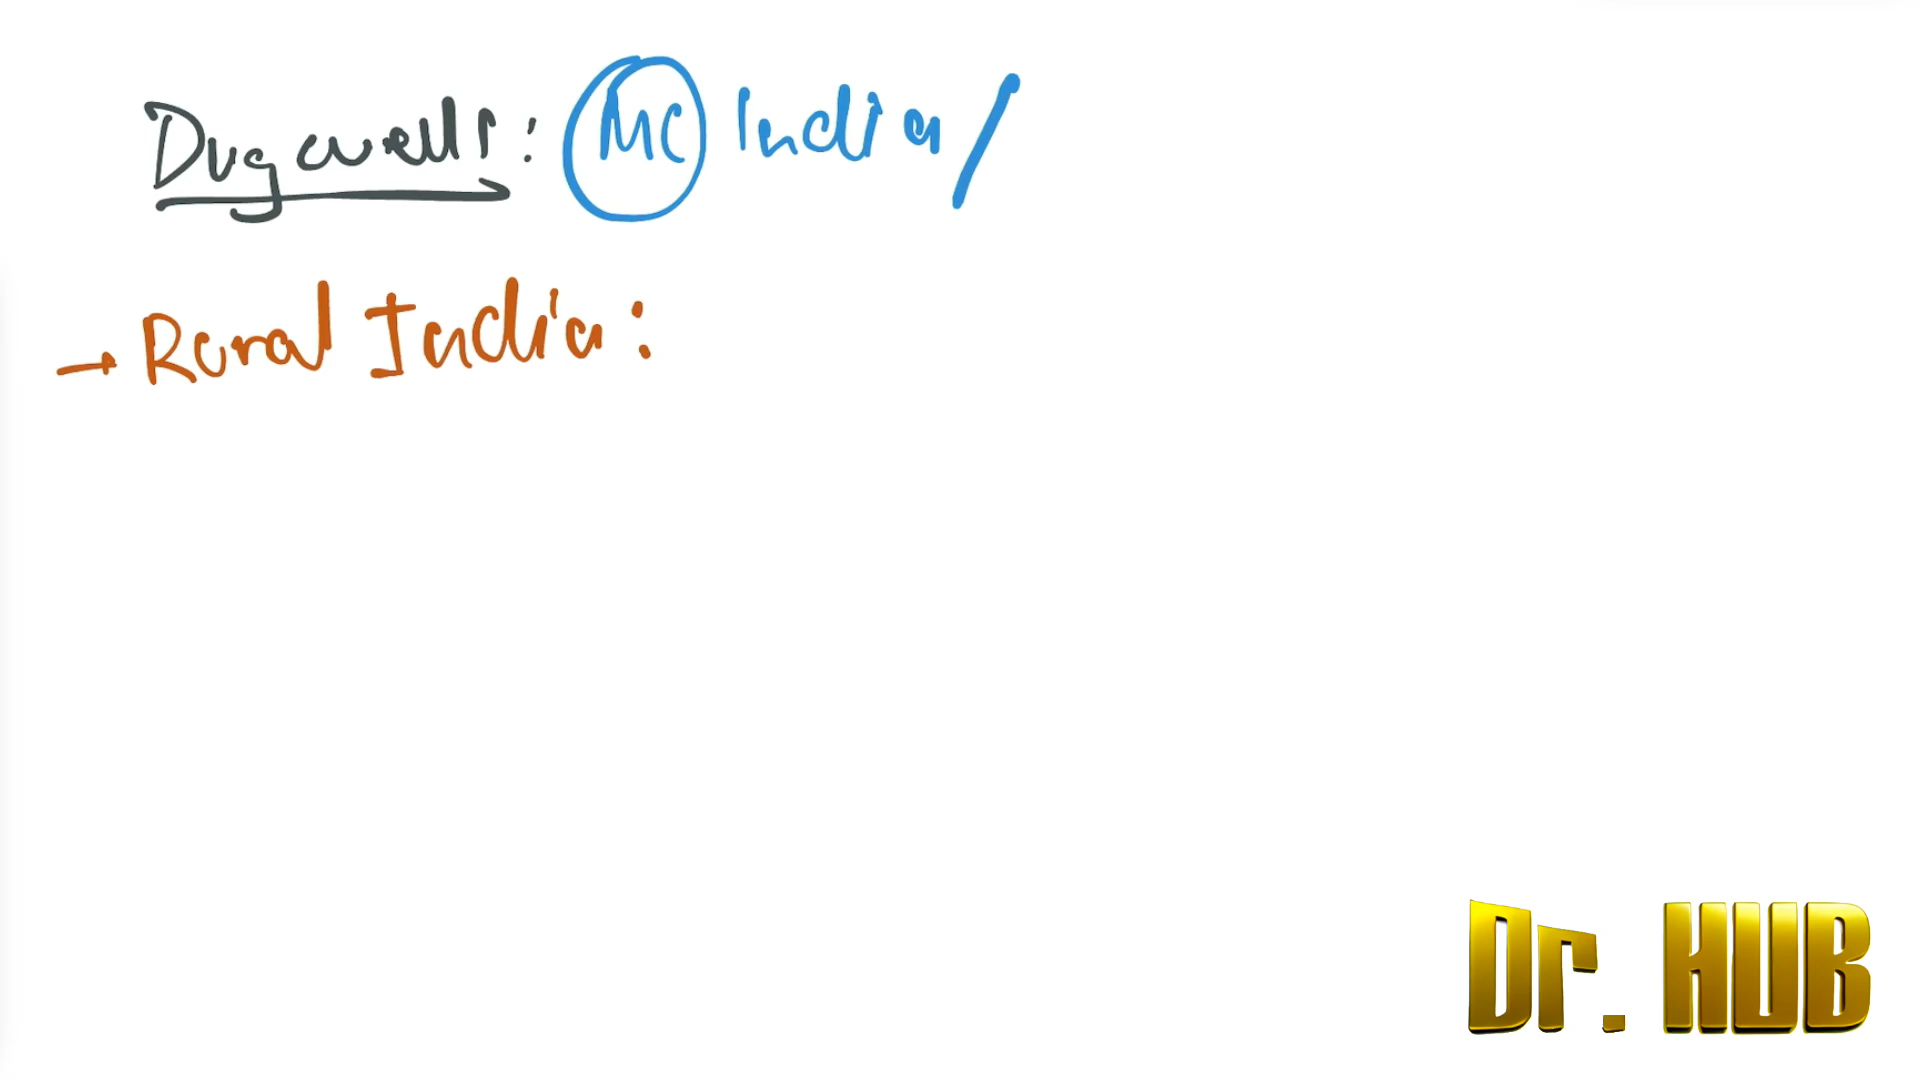 Dug wells: MC India/
→ Rural India:
Dr. HUB